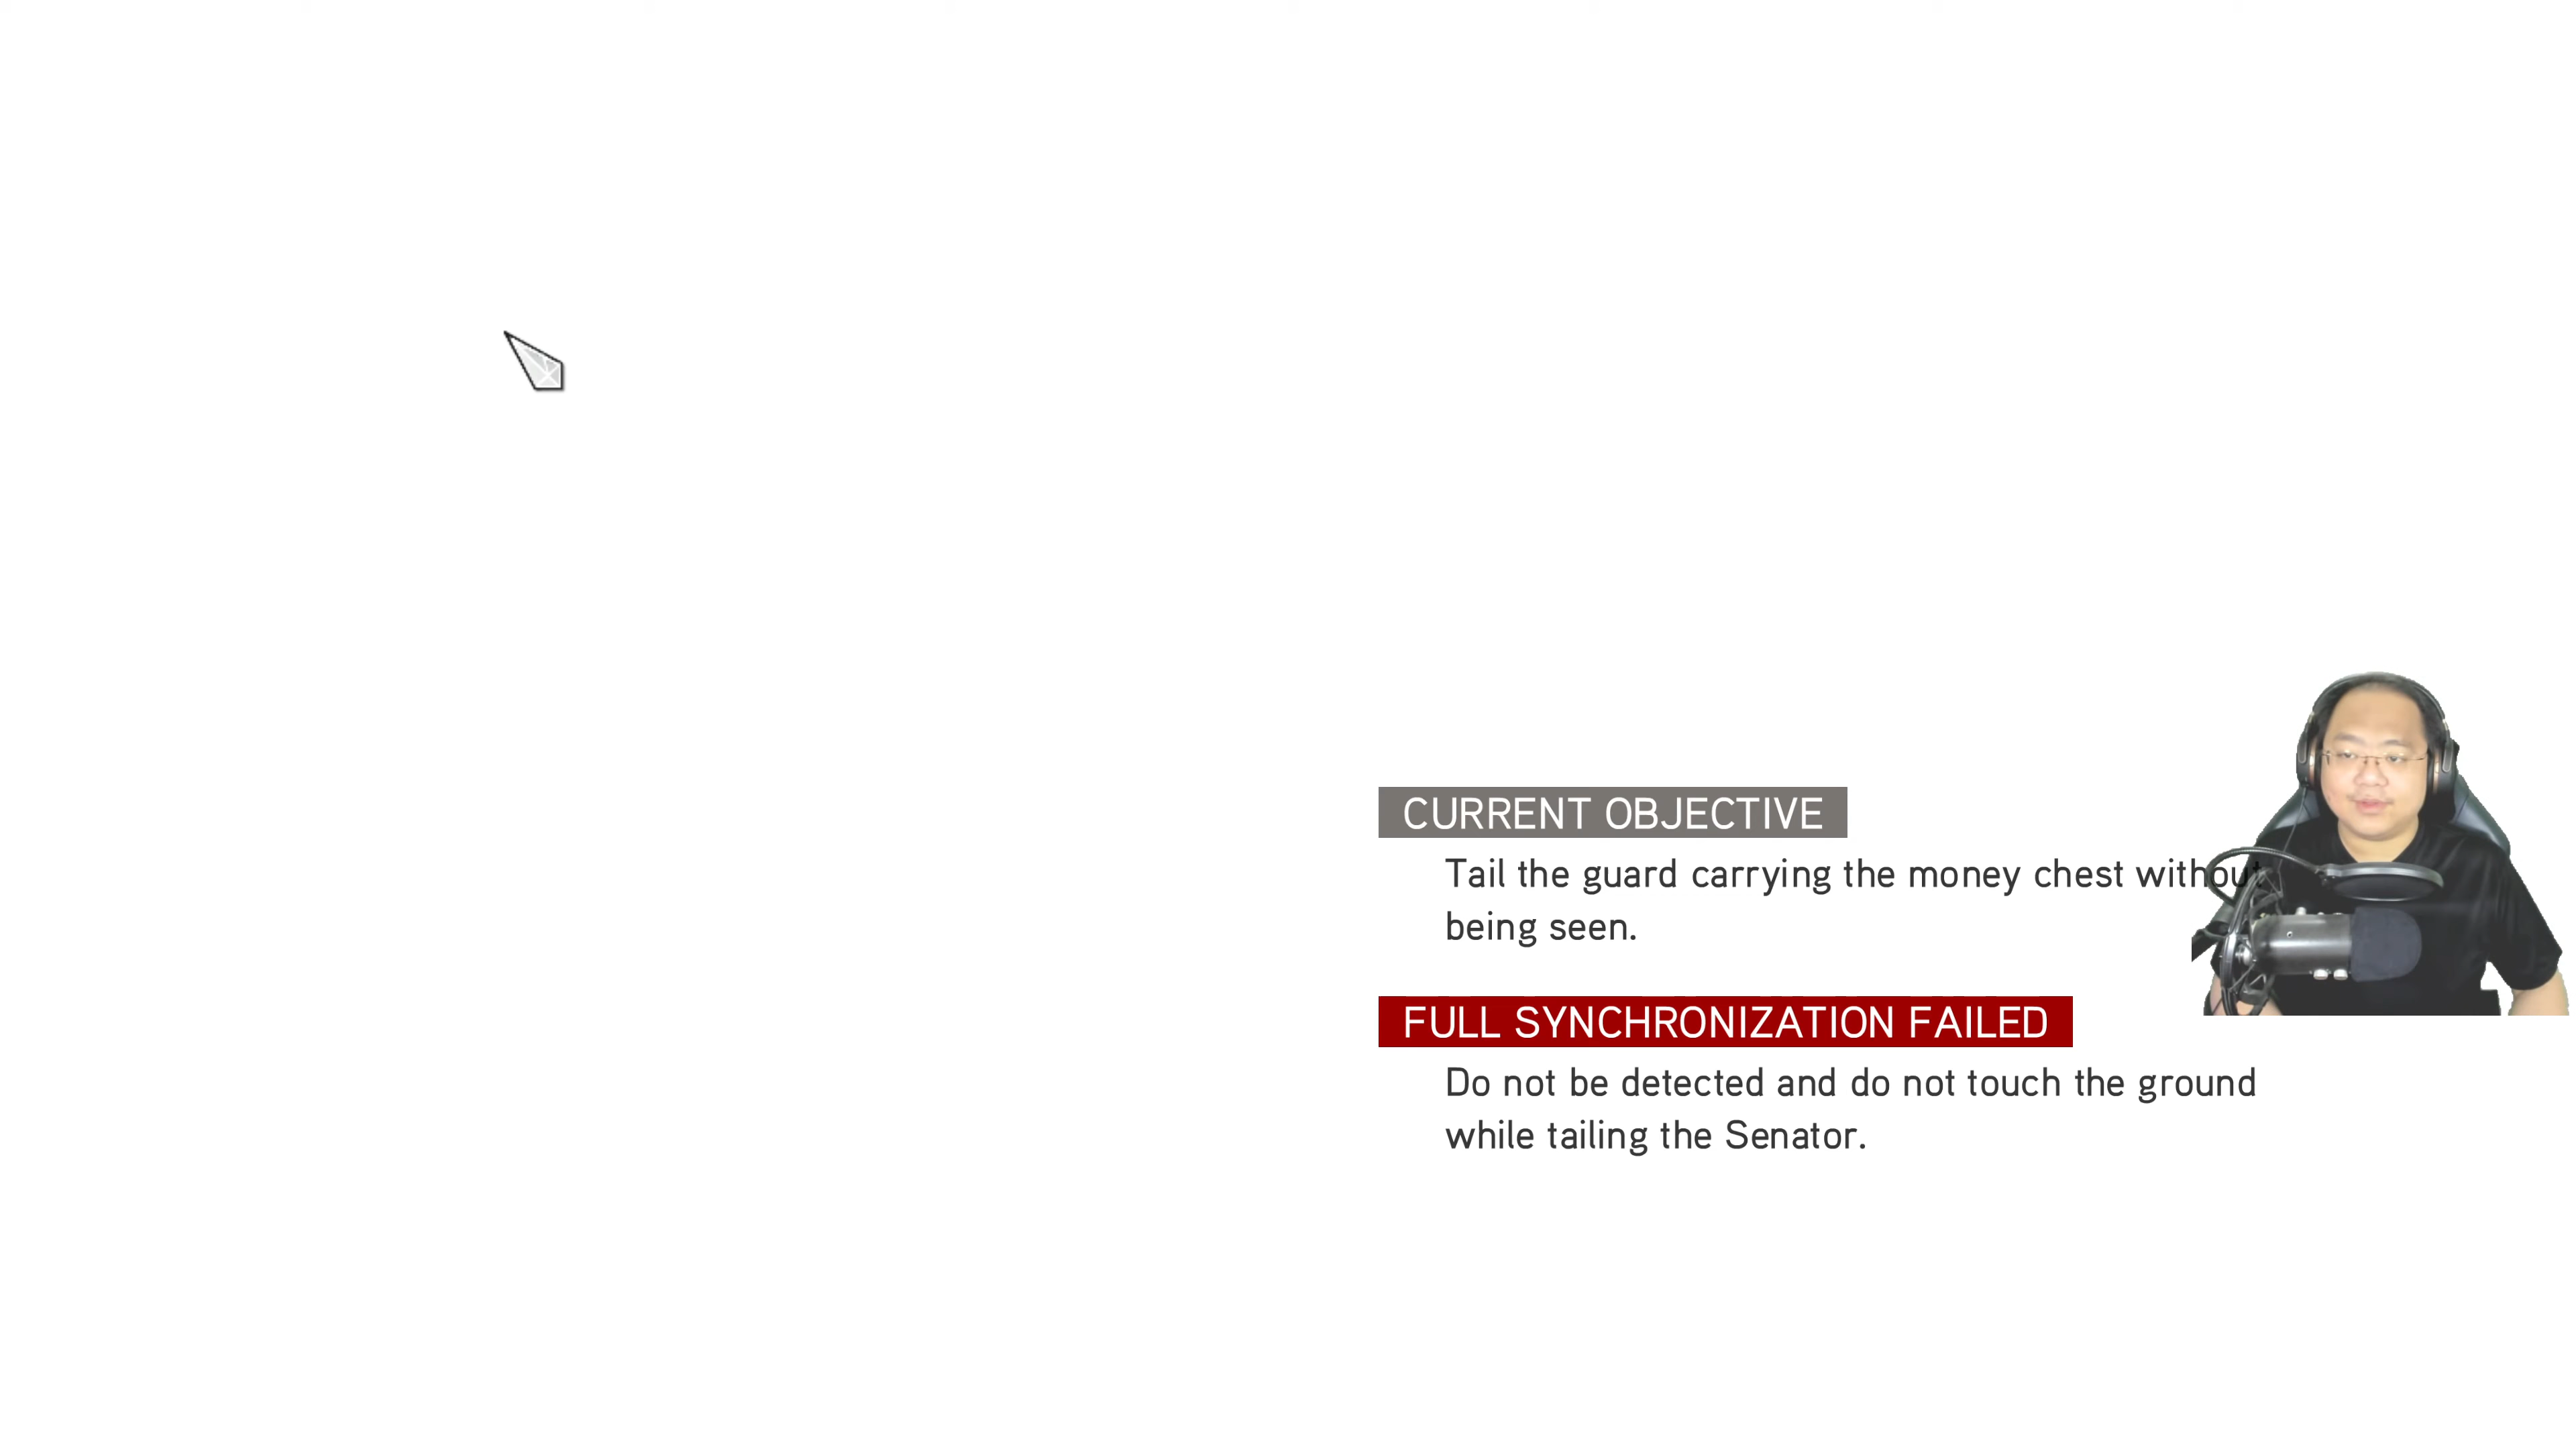 CURRENT OBJECTIVE
Tail the guard carrying the money chest without
being seen.
FULL SYNCHRONIZATION FAILED
Do not be detected and do not touch the ground
while tailing the Senator.